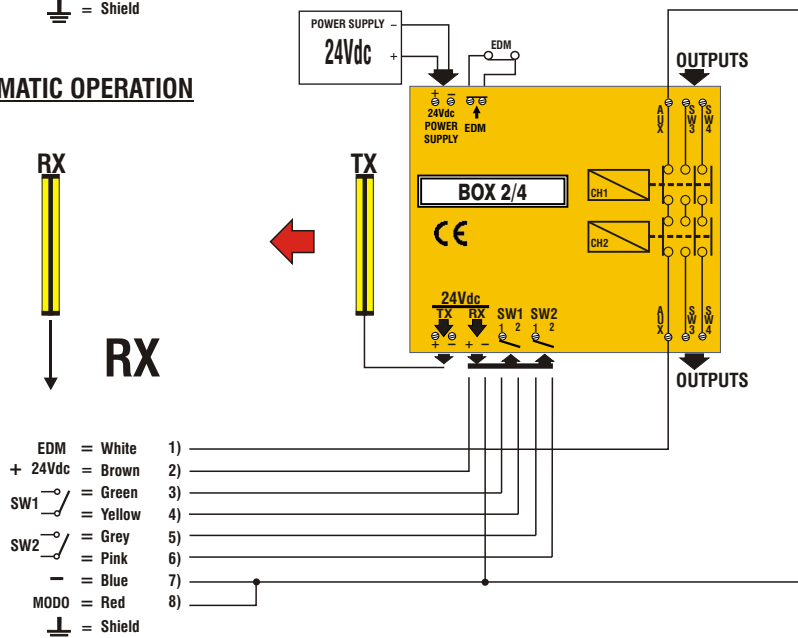 = Shield
MATIC OPERATION
POWER SUPPLY −
24Vdc
+
EDM
OUTPUTS
+ −
24Vdc
POWER
SUPPLY
EDM
AUX
SW3
SW4
RX
TX
BOX 2/4
CH1
CH2
CE
24Vdc
TX RX SW1 SW2
1 2 1 2
+ − + −
AUX
SW3
SW4
OUTPUTS
RX
EDM = White 1)
+ 24Vdc = Brown 2)
SW1
= Green 3)
= Yellow 4)
SW2
= Grey 5)
= Pink 6)
− = Blue 7)
MODO = Red 8)
= Shield